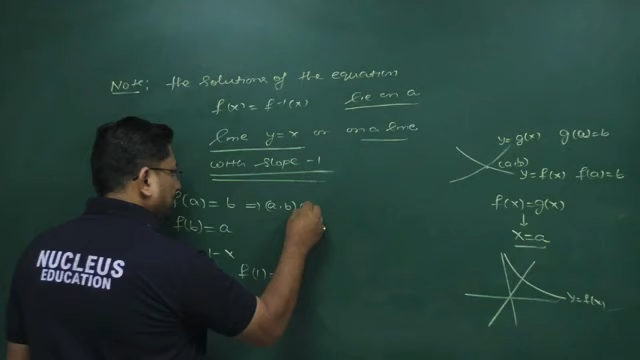 Note: the solutions of the equation
f(x) = f⁻¹(x) lie on a
line y=x or on a line
with slope -1
f(a) = b ⇒ (a,b)
f(b) = a
1-x
f(1)=
NUCLEUS
EDUCATION
y = g(x) g(a)=b
(a,b)
y=f(x) f(a)=b
f(x)=g(x)
↓
x=a
y=f(x)